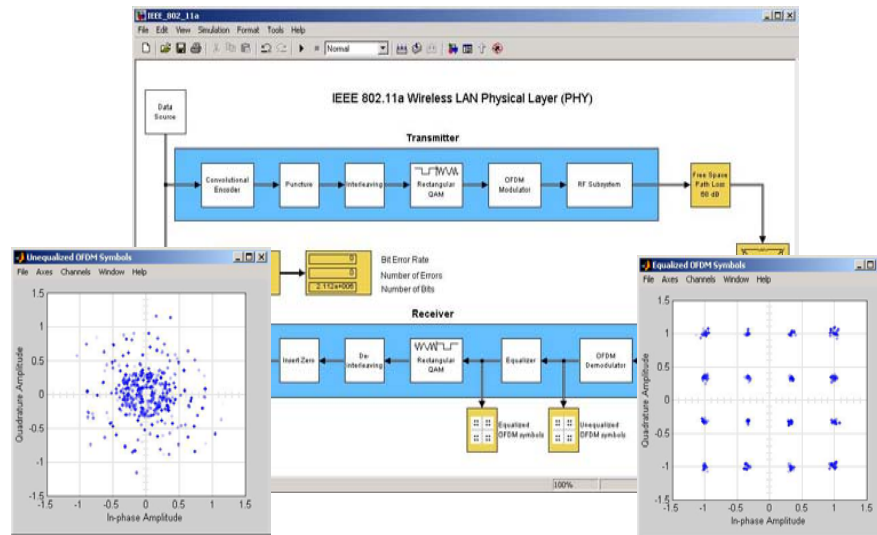 IEEE_802_11a
File Edit View Simulation Format Tools Help
Normal
IEEE 802.11a Wireless LAN Physical Layer (PHY)
Data
Source
Transmitter
Convolutional
Encoder
Puncture
Interleaving
Rectangular
QAM
OFDM
Modulator
RF Subsystem
Free Space
Path Loss
0
Bit Error Rate
0
Number of Errors
2.112e+006
Number of Bits
Receiver
Insert Zero
De-
Interleaving
Rectangular
QAM
Equalizer
OFDM
Demodulator
Equalized
OFDM symbols
Unequalized
OFDM symbols
100%
Unequalized OFDM Symbols
File Axes Channels Window Help
Quadrature Amplitude
1.5
1
0.5
0
-0.5
-1
-1.5
-1.5 -1 -0.5 0 0.5 1 1.5
In-phase Amplitude
Equalized OFDM Symbols
File Axes Channels Window Help
Quadrature Amplitude
1.5
1
0.5
0
-0.5
-1
-1.5
-1.5 -1 -0.5 0 0.5 1 1.5
In-phase Amplitude